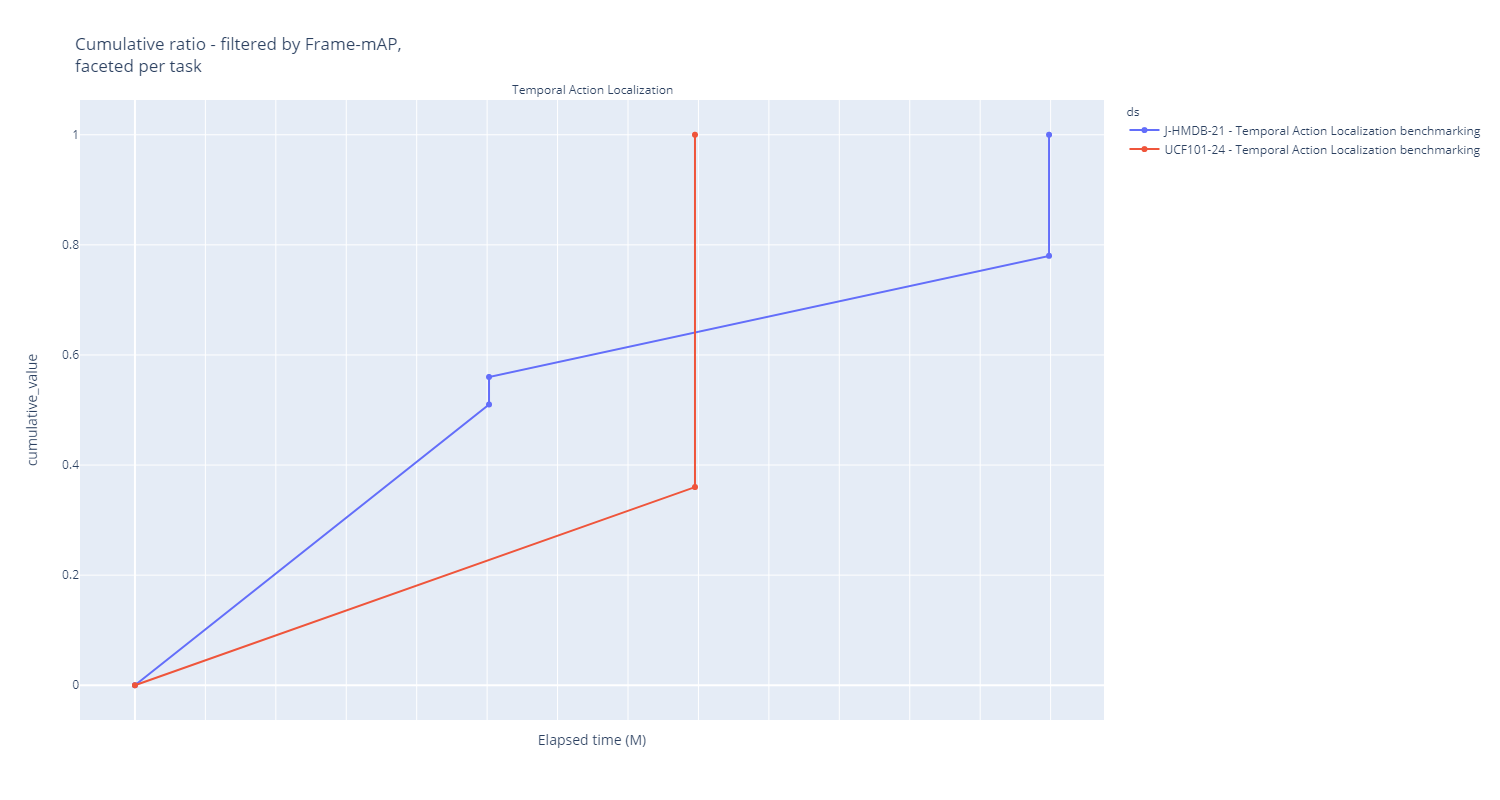 Cumulative ratio - filtered by Frame-mAP,
faceted per task
Temporal Action Localization
ds
J-HMDB-21 - Temporal Action Localization benchmarking
UCF101-24 - Temporal Action Localization benchmarking
1
0.8
0.6
0.4
0.2
0
cumulative_value
Elapsed time (M)